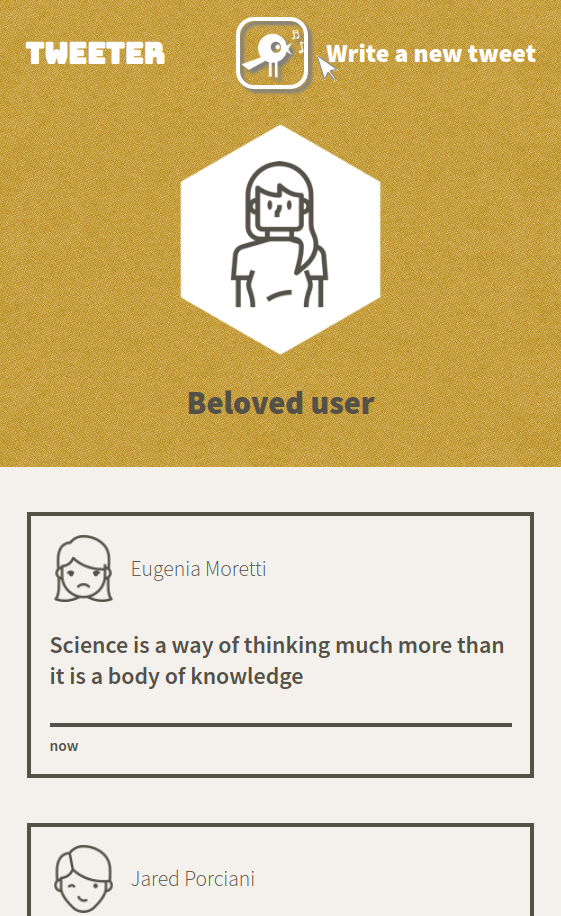 TWEETER
Write a new tweet
Beloved user
Eugenia Moretti
Science is a way of thinking much more than
it is a body of knowledge
now
Jared Porciani